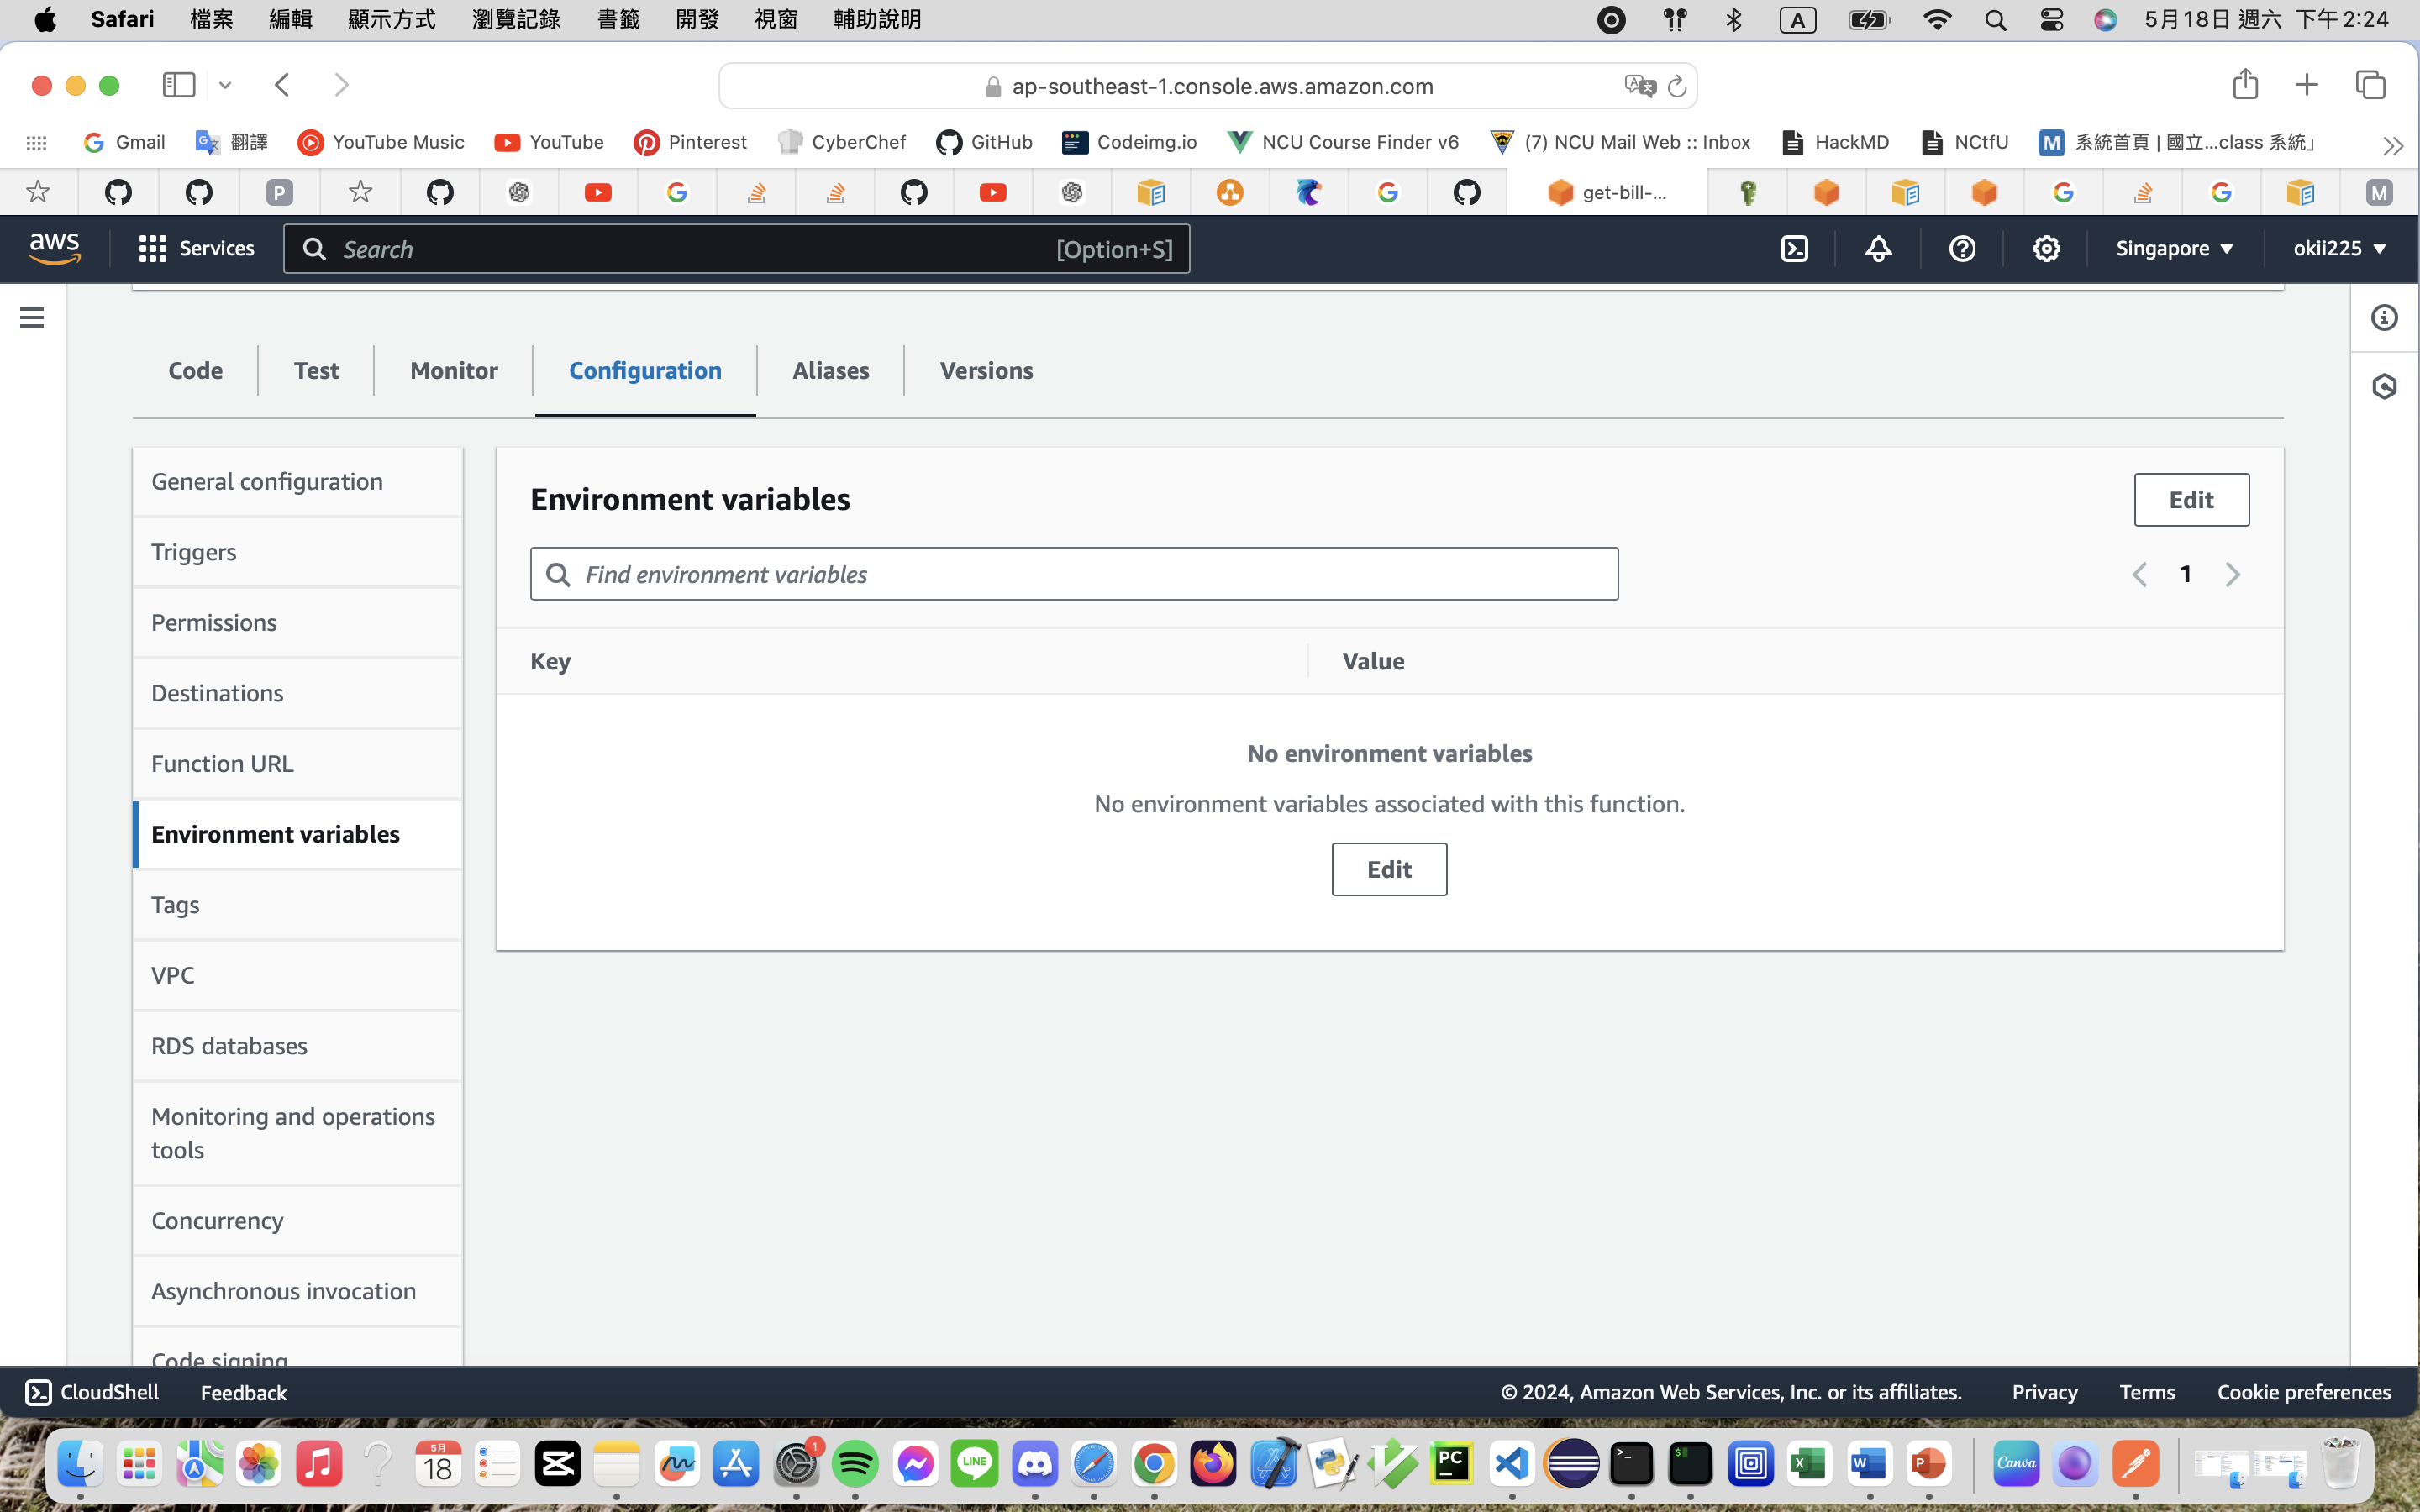 Safari 檔案 編輯 顯示方式 瀏覽記錄 書籤 開發 視窗 輔助說明 A 5月18日 週六 下午2:24
ap-southeast-1.console.aws.amazon.com
Gmail 翻譯 YouTube Music YouTube Pinterest CyberChef GitHub Codeimg.io NCU Course Finder v6 (7) NCU Mail Web :: Inbox HackMD NCtfU M 系統首頁 | 國立...class 系統」
P get-bill-... M
aws Services Search [Option+S] Singapore okii225
Code Test Monitor Configuration Aliases Versions
General configuration
Triggers
Permissions
Destinations
Function URL
Environment variables
Tags
VPC
RDS databases
Monitoring and operations
tools
Concurrency
Asynchronous invocation
Code signing
Environment variables Edit
Find environment variables 1
Key Value
No environment variables
No environment variables associated with this function.
Edit
CloudShell Feedback © 2024, Amazon Web Services, Inc. or its affiliates. Privacy Terms Cookie preferences
5月
18
1
LINE
PC
X
W
P
Canva